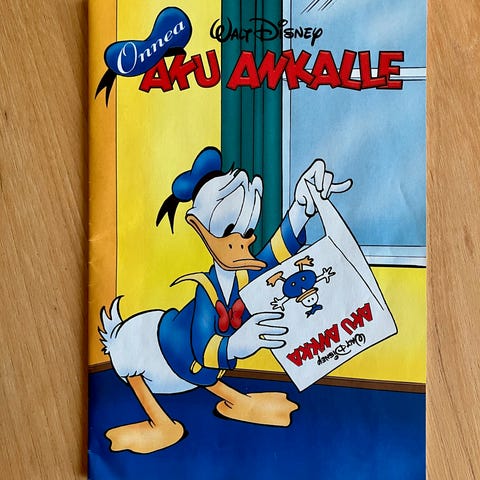 Onnea
WALT DISNEY
AKU ANKALLE
AKU ANKKA
WALT DISNEY